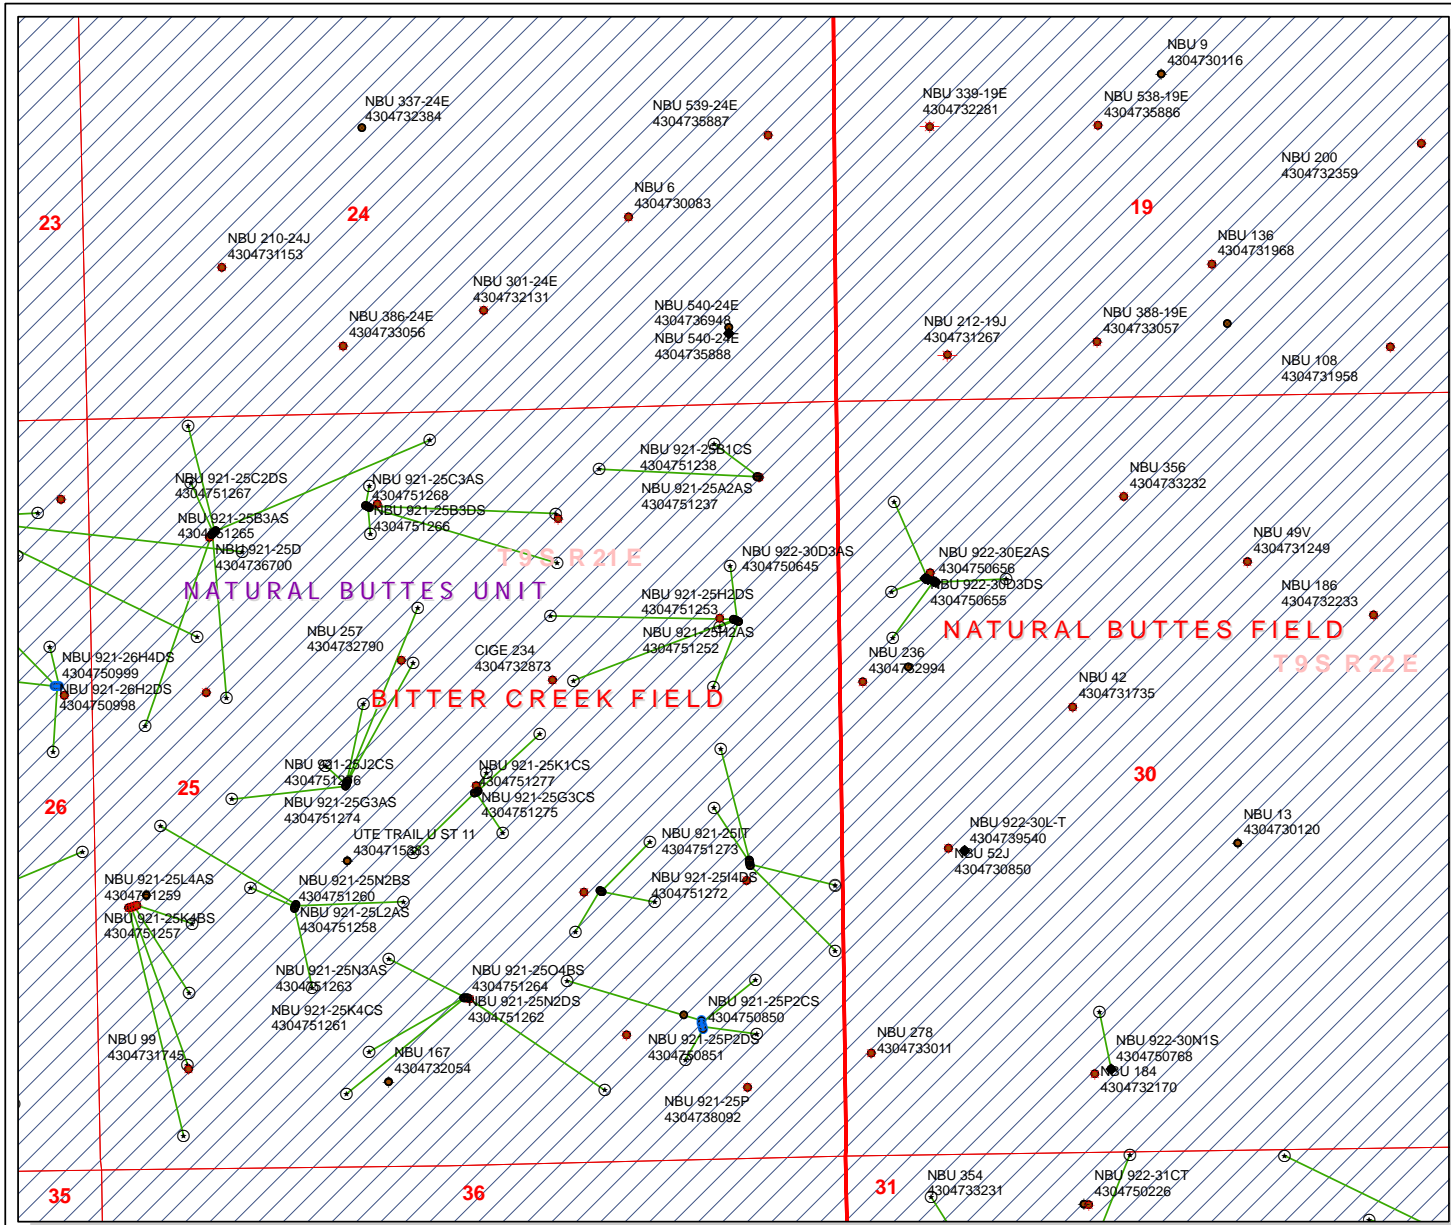 NBU 9
4304730116
NBU 337-24E
4304732384
NBU 539-24E
4304735887
NBU 339-19E
4304732281
NBU 538-19E
4304735886
NBU 200
4304732359
NBU 6
4304730083
23
24
19
NBU 210-24J
4304731153
NBU 136
4304731968
NBU 301-24E
4304732131
NBU 386-24E
4304733056
NBU 540-24E
4304736948
NBU 540-24E
4304735888
NBU 212-19J
4304731267
NBU 388-19E
4304733057
NBU 108
4304731958
NBU 921-25B1CS
4304751238
NBU 921-25A2AS
4304751237
NBU 921-25C2DS
4304751267
NBU 921-25C3AS
4304751268
NBU 921-25B3DS
4304751266
NBU 921-25B3AS
4304751265
NBU 921-25D
4304736700
NBU 356
4304733232
NBU 49V
4304731249
T 9 S R 21 E
NBU 922-30D3AS
4304750645
NBU 922-30E2AS
4304750656
NBU 922-30D3DS
4304750655
NATURAL BUTTES UNIT
NBU 921-25H2DS
4304751253
NBU 921-25H2AS
4304751252
NBU 186
4304732233
NATURAL BUTTES FIELD
NBU 257
4304732790
CIGE 234
4304732873
NBU 236
4304732994
T 9 S R 22 E
NBU 921-26H4DS
4304750999
NBU 921-26H2DS
4304750998
BITTER CREEK FIELD
NBU 42
4304731735
NBU 921-25J2CS
4304751276
NBU 921-25G3AS
4304751274
NBU 921-25K1CS
4304751277
NBU 921-25G3CS
4304751275
25
26
30
UTE TRAIL U ST 11
4304715383
NBU 921-25IT
4304751273
NBU 921-25I4DS
4304751272
NBU 922-30L-T
4304739540
NBU 52J
4304730850
NBU 13
4304730120
NBU 921-25L4AS
4304751259
NBU 921-25K4BS
4304751257
NBU 921-25N2BS
4304751260
NBU 921-25L2AS
4304751258
NBU 921-25N3AS
4304751263
NBU 921-25K4CS
4304751261
NBU 921-25O4BS
4304751264
NBU 921-25N2DS
4304751262
NBU 921-25P2CS
4304750850
NBU 921-25P2DS
4304750851
NBU 99
4304731745
NBU 167
4304732054
NBU 278
4304733011
NBU 922-30N1S
4304750768
NBU 184
4304732170
NBU 921-25P
4304738092
35
36
31
NBU 354
4304733231
NBU 922-31CT
4304750226